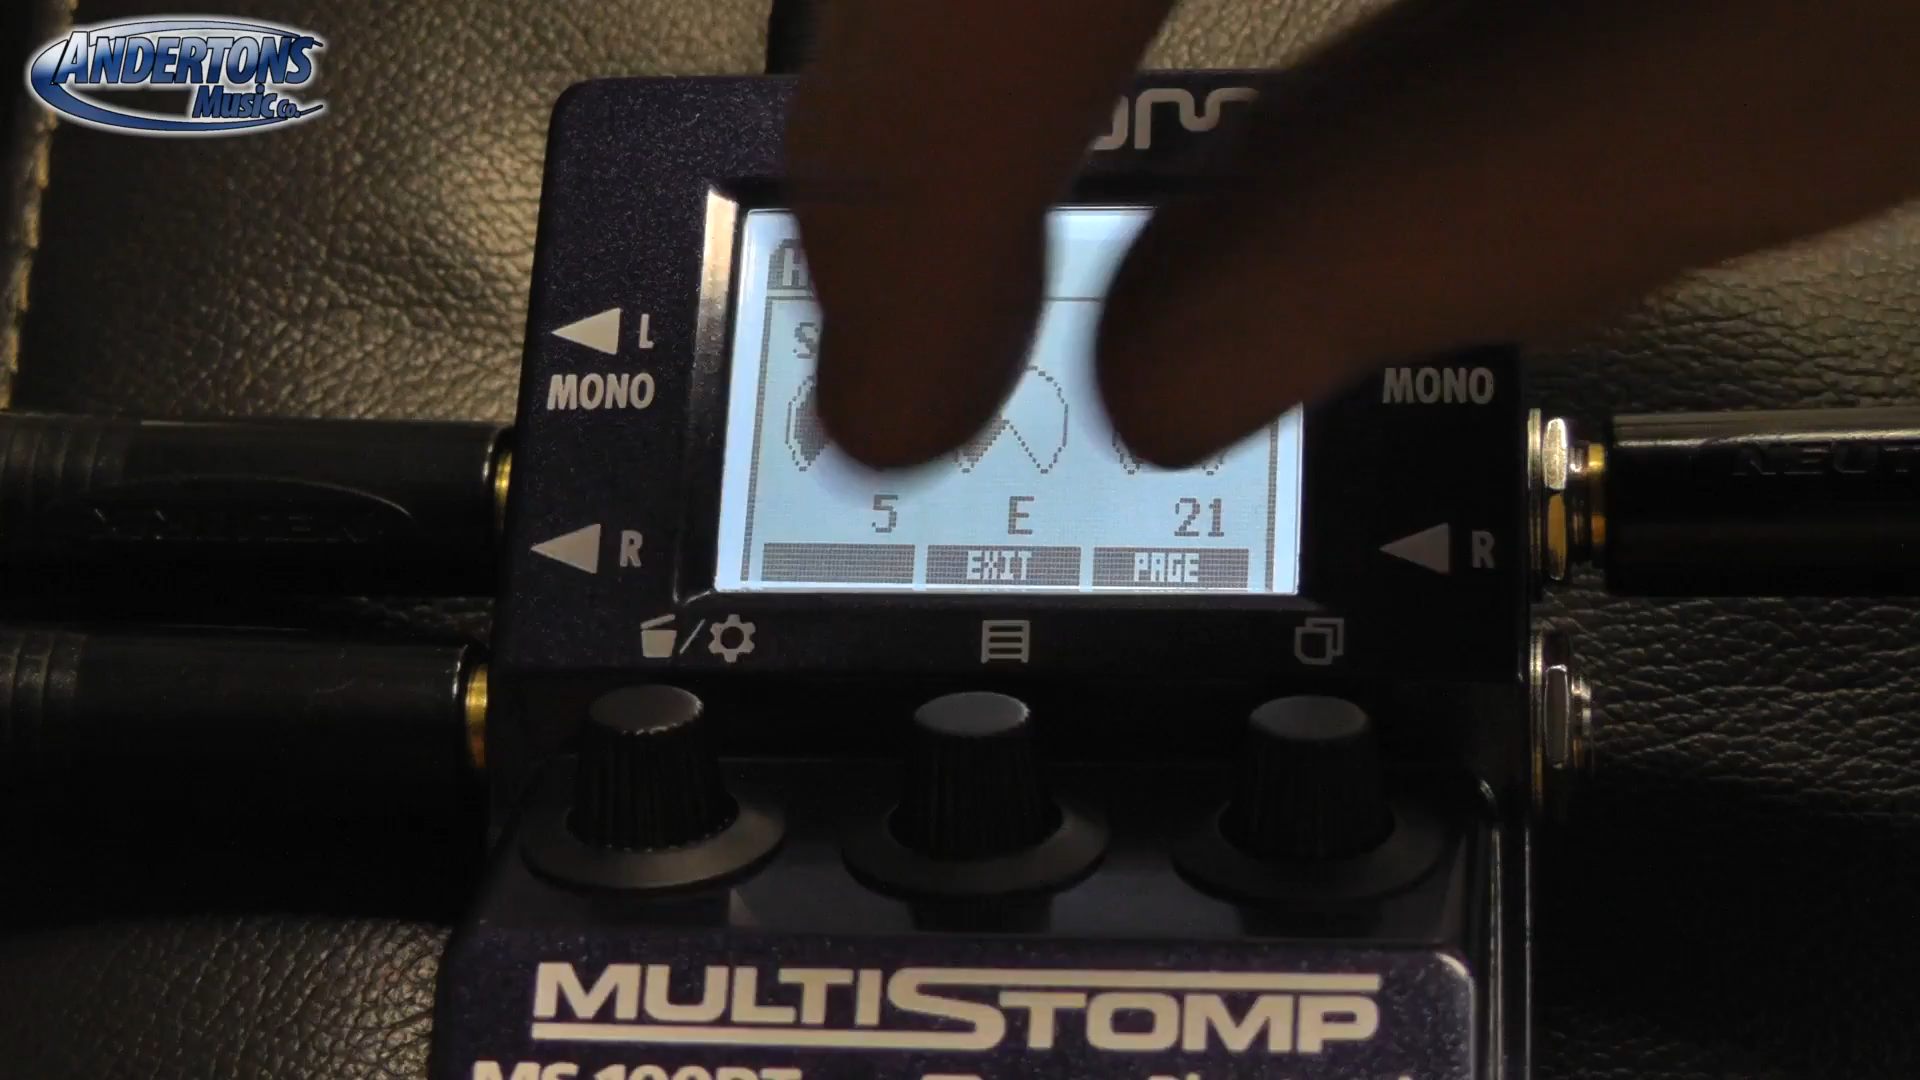 ANDERTONS
Music Co.
L
MONO
R
MONO
R
5 E 21
EXIT PAGE
MULTISTOMP